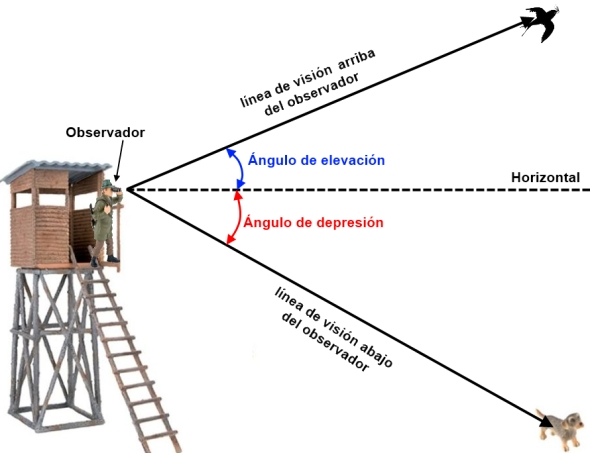 línea de visión arriba
del observador
Observador
Ángulo de elevación
Horizontal
Ángulo de depresión
línea de visión abajo
del observador